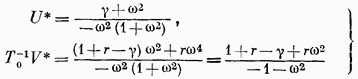 U* = (γ + ω²) / (−ω² (1 + ω²)),
T₀⁻¹V* = ((1 + r − γ) ω² + rω⁴) / (−ω² (1 + ω²)) = (1 + r − γ + rω²) / (−1 − ω²)